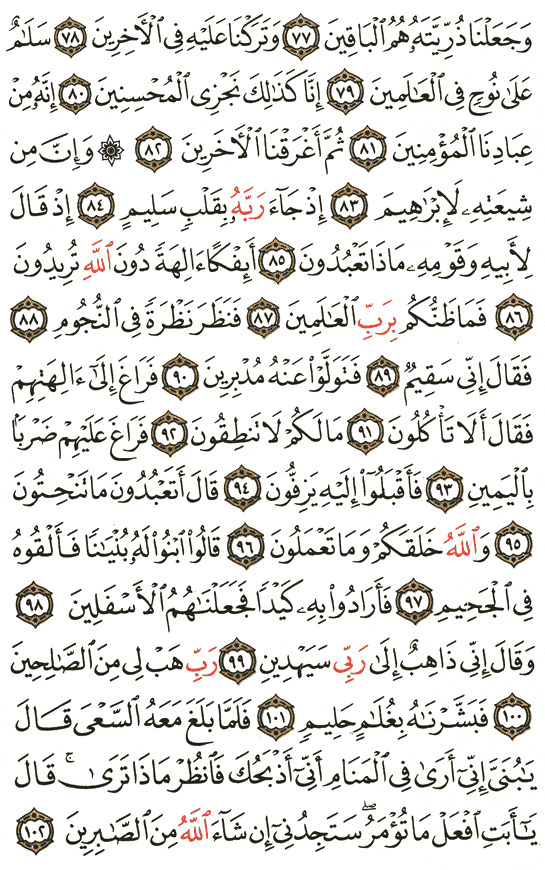 وَجَعَلْنَا ذُرِّيَّتَهُۥ هُمُ ٱلْبَاقِينَ ٧٧ وَتَرَكْنَا عَلَيْهِ فِى ٱلْأَخِرِينَ ٧٨ سَلَٰمٌ
عَلَىٰ نُوحٍ فِى ٱلْعَٰلَمِينَ ٧٩ إِنَّا كَذَٰلِكَ نَجْزِى ٱلْمُحْسِنِينَ ٨٠ إِنَّهُۥ مِنْ
عِبَادِنَا ٱلْمُؤْمِنِينَ ٨١ ثُمَّ أَغْرَقْنَا ٱلْأَخَرِينَ ٨٢ ۞ وَإِنَّ مِن
شِيعَتِهِۦ لَإِبْرَٰهِيمَ ٨٣ إِذْ جَآءَ رَبَّهُۥ بِقَلْبٍ سَلِيمٍ ٨٤ إِذْ قَالَ
لِأَبِيهِ وَقَوْمِهِۦ مَاذَا تَعْبُدُونَ ٨٥ أَئِفْكًا ءَالِهَةً دُونَ ٱللَّهِ تُرِيدُونَ
٨٦ فَمَا ظَنُّكُم بِرَبِّ ٱلْعَٰلَمِينَ ٨٧ فَنَظَرَ نَظْرَةً فِى ٱلنُّجُومِ ٨٨
فَقَالَ إِنِّى سَقِيمٌ ٨٩ فَتَوَلَّوْا۟ عَنْهُ مُدْبِرِينَ ٩٠ فَرَاغَ إِلَىٰٓ ءَالِهَتِهِمْ
فَقَالَ أَلَا تَأْكُلُونَ ٩١ مَا لَكُمْ لَا تَنطِقُونَ ٩٢ فَرَاغَ عَلَيْهِمْ ضَرْبًۢا
بِٱلْيَمِينِ ٩٣ فَأَقْبَلُوٓا۟ إِلَيْهِ يَزِفُّونَ ٩٤ قَالَ أَتَعْبُدُونَ مَا تَنْحِتُونَ
٩٥ وَٱللَّهُ خَلَقَكُمْ وَمَا تَعْمَلُونَ ٩٦ قَالُوا۟ ٱبْنُوا۟ لَهُۥ بُنْيَٰنًا فَأَلْقُوهُ
فِى ٱلْجَحِيمِ ٩٧ فَأَرَادُوا۟ بِهِۦ كَيْدًا فَجَعَلْنَٰهُمُ ٱلْأَسْفَلِينَ ٩٨
وَقَالَ إِنِّى ذَاهِبٌ إِلَىٰ رَبِّى سَيَهْدِينِ ٩٩ رَبِّ هَبْ لِى مِنَ ٱلصَّٰلِحِينَ
١٠٠ فَبَشَّرْنَٰهُ بِغُلَٰمٍ حَلِيمٍ ١٠١ فَلَمَّا بَلَغَ مَعَهُ ٱلسَّعْىَ قَالَ
يَٰبُنَىَّ إِنِّىٓ أَرَىٰ فِى ٱلْمَنَامِ أَنِّىٓ أَذْبَحُكَ فَٱنظُرْ مَاذَا تَرَىٰ ۚ قَالَ
يَٰٓأَبَتِ ٱفْعَلْ مَا تُؤْمَرُ ۖ سَتَجِدُنِىٓ إِن شَآءَ ٱللَّهُ مِنَ ٱلصَّٰبِرِينَ ١٠٢